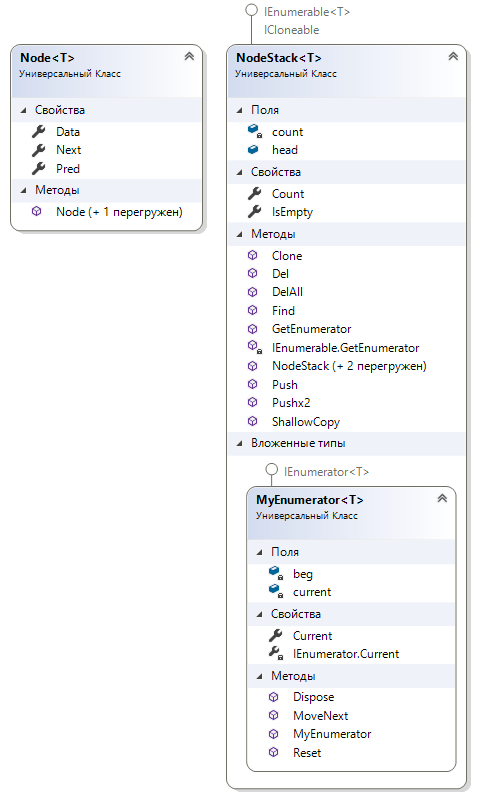 Node<T>
Универсальный Класс
Свойства
Data
Next
Pred
Методы
Node (+ 1 перегружен)
IEnumerable<T>
ICloneable
NodeStack<T>
Универсальный Класс
Поля
count
head
Свойства
Count
IsEmpty
Методы
Clone
Del
DelAll
Find
GetEnumerator
IEnumerable.GetEnumerator
NodeStack (+ 2 перегружен)
Push
Pushx2
ShallowCopy
Вложенные типы
IEnumerator<T>
MyEnumerator<T>
Универсальный Класс
Поля
beg
current
Свойства
Current
IEnumerator.Current
Методы
Dispose
MoveNext
MyEnumerator
Reset